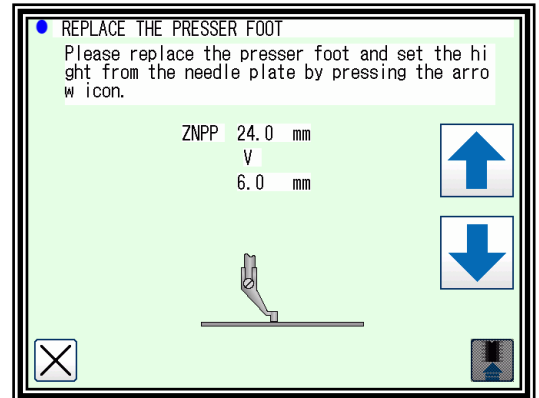 REPLACE THE PRESSER FOOT
Please replace the presser foot and set the hi
ght from the needle plate by pressing the arro
w icon.
ZNPP 24.0 mm
V
6.0 mm